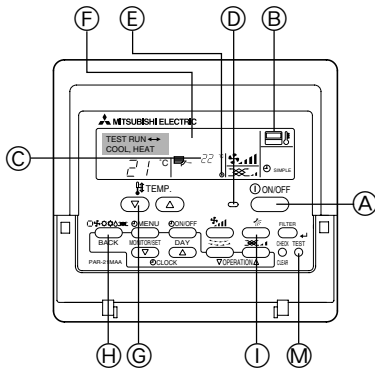 F E D B
MITSUBISHI ELECTRIC
TEST RUN
COOL, HEAT
C 21 °C 22 °C
SIMPLE
TEMP. ON/OFF
A
MENU ON/OFF FILTER
BACK MONITOR/SET DAY CHECK TEST
PAR-21MAA CLOCK OPERATION CLEAR
H G I M